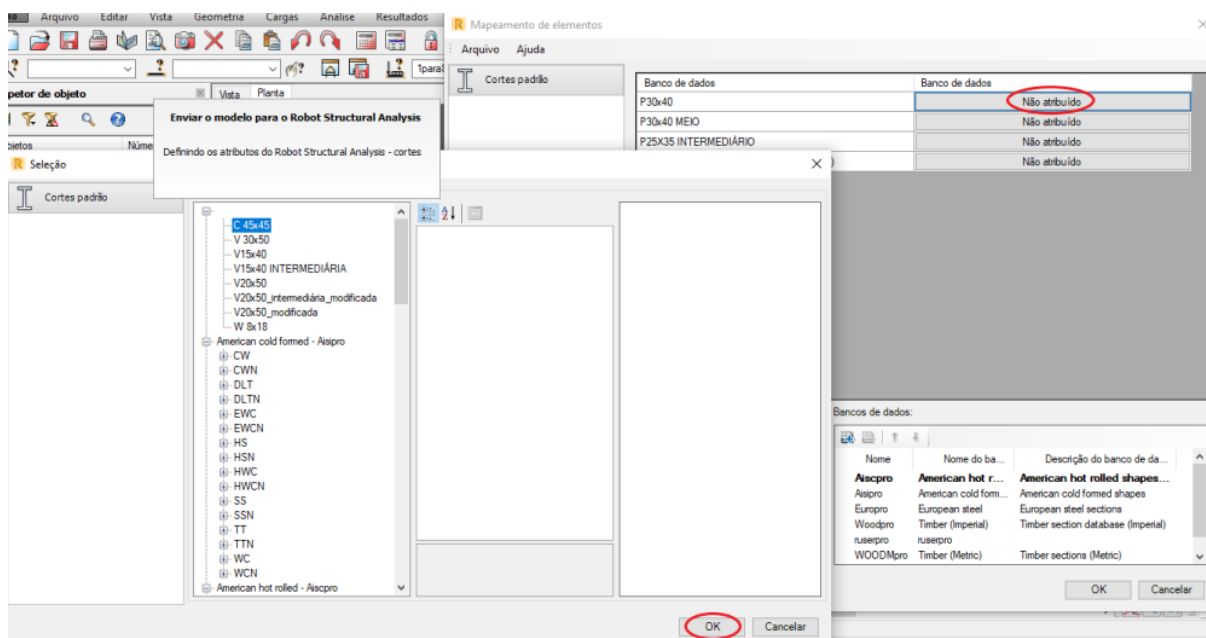 Arquivo Editar Vista Geometria Cargas Análise Resultados
Mapeamento de elementos
Arquivo Ajuda
Cortes padrão
Banco de dados Banco de dados
P30x40 Não atribuído
P30x40 MEIO Não atribuído
P25X35 INTERMEDIÁRIO Não atribuído
) Não atribuído
1para
petor de objeto
Vista Planta
Enviar o modelo para o Robot Structural Analysis
Definindo os atributos do Robot Structural Analysis - cortes
bjetos Núme
Seleção
Cortes padrão
C 45x45
V 30x50
V15x40
V15x40 INTERMEDIÁRIA
V20x50
V20x50_intermediária_modificada
V20x50_modificada
W 8x18
American cold formed - Aisipro
CW
CWN
DLT
DLTN
EWC
EWCN
HS
HSN
HWC
HWCN
SS
SSN
TT
TTN
WC
WCN
American hot rolled - Aiscpro
OK Cancelar
Bancos de dados:
Nome Nome do ba... Descrição do banco de da...
Aiscpro American hot r... American hot rolled shapes...
Aisipro American cold form... American cold formed shapes
Europro European steel European steel sections
Woodpro Timber (Imperial) Timber section database (Imperial)
ruserpro ruserpro
WOODMpro Timber (Metric) Timber sections (Metric)
OK Cancelar